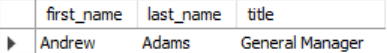 first_name last_name title
Andrew Adams General Manager